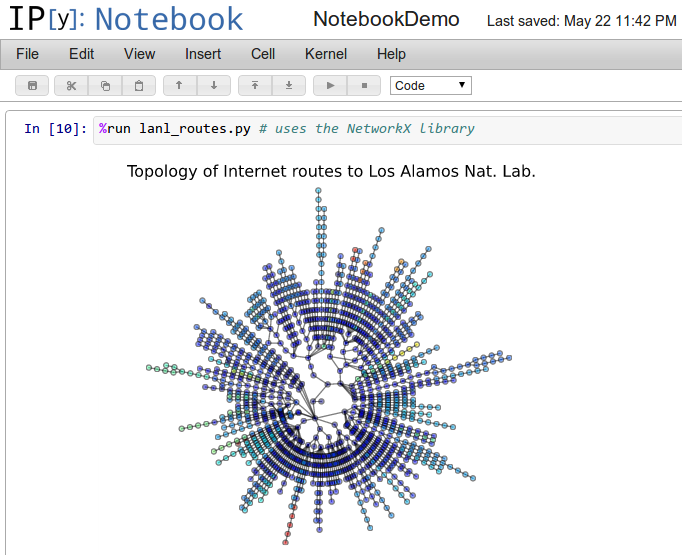 IP[y]: Notebook NotebookDemo Last saved: May 22 11:42 PM
File Edit View Insert Cell Kernel Help
Code
In [10]: %run lanl_routes.py # uses the NetworkX library
Topology of Internet routes to Los Alamos Nat. Lab.